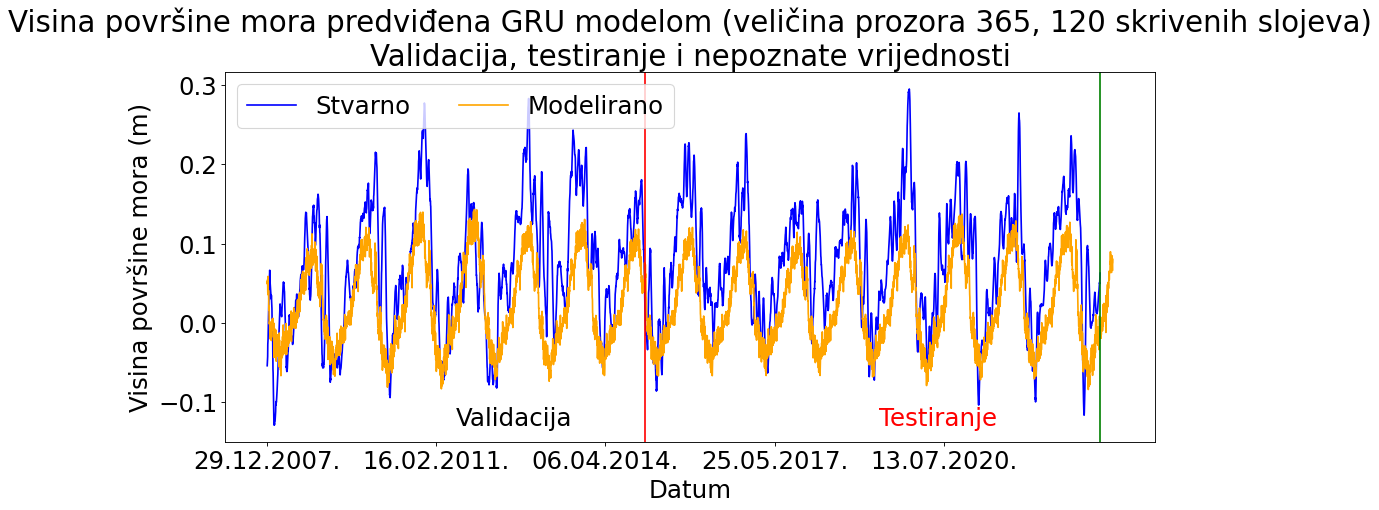 Visina površine mora predviđena GRU modelom (veličina prozora 365, 120 skrivenih slojeva)
Validacija, testiranje i nepoznate vrijednosti
Stvarno
Modelirano
Visina površine mora (m)
0.3
0.2
0.1
0.0
−0.1
Validacija
Testiranje
29.12.2007.
16.02.2011.
06.04.2014.
25.05.2017.
13.07.2020.
Datum